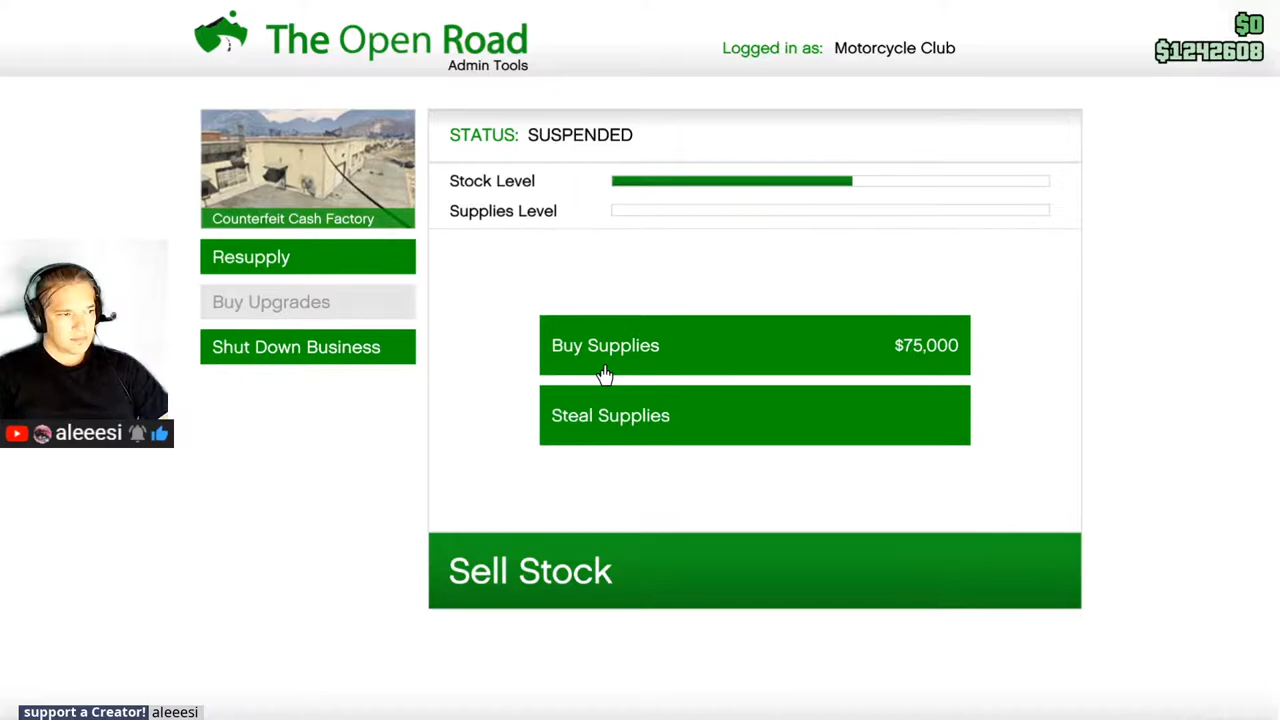 The Open Road
Admin Tools
Logged in as: Motorcycle Club
$0
$1242608
Counterfeit Cash Factory
Resupply
Buy Upgrades
Shut Down Business
STATUS: SUSPENDED
Stock Level
Supplies Level
Buy Supplies $75,000
Steal Supplies
Sell Stock
aleeesi
support a Creator! aleeesi